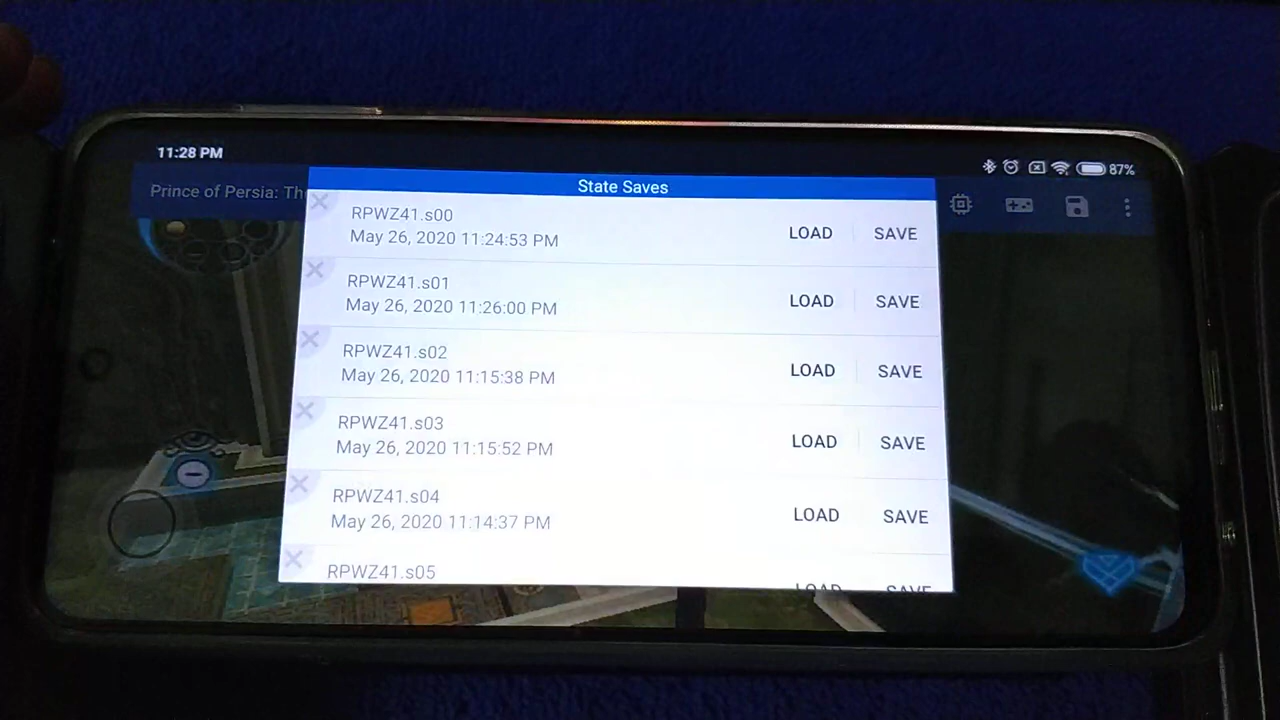 11:28 PM
87%
Prince of Persia: Th
State Saves
RPWZ41.s00
May 26, 2020 11:24:53 PM
LOAD SAVE
RPWZ41.s01
May 26, 2020 11:26:00 PM
LOAD SAVE
RPWZ41.s02
May 26, 2020 11:15:38 PM
LOAD SAVE
RPWZ41.s03
May 26, 2020 11:15:52 PM
LOAD SAVE
RPWZ41.s04
May 26, 2020 11:14:37 PM
LOAD SAVE
RPWZ41.s05
LOAD SAVE